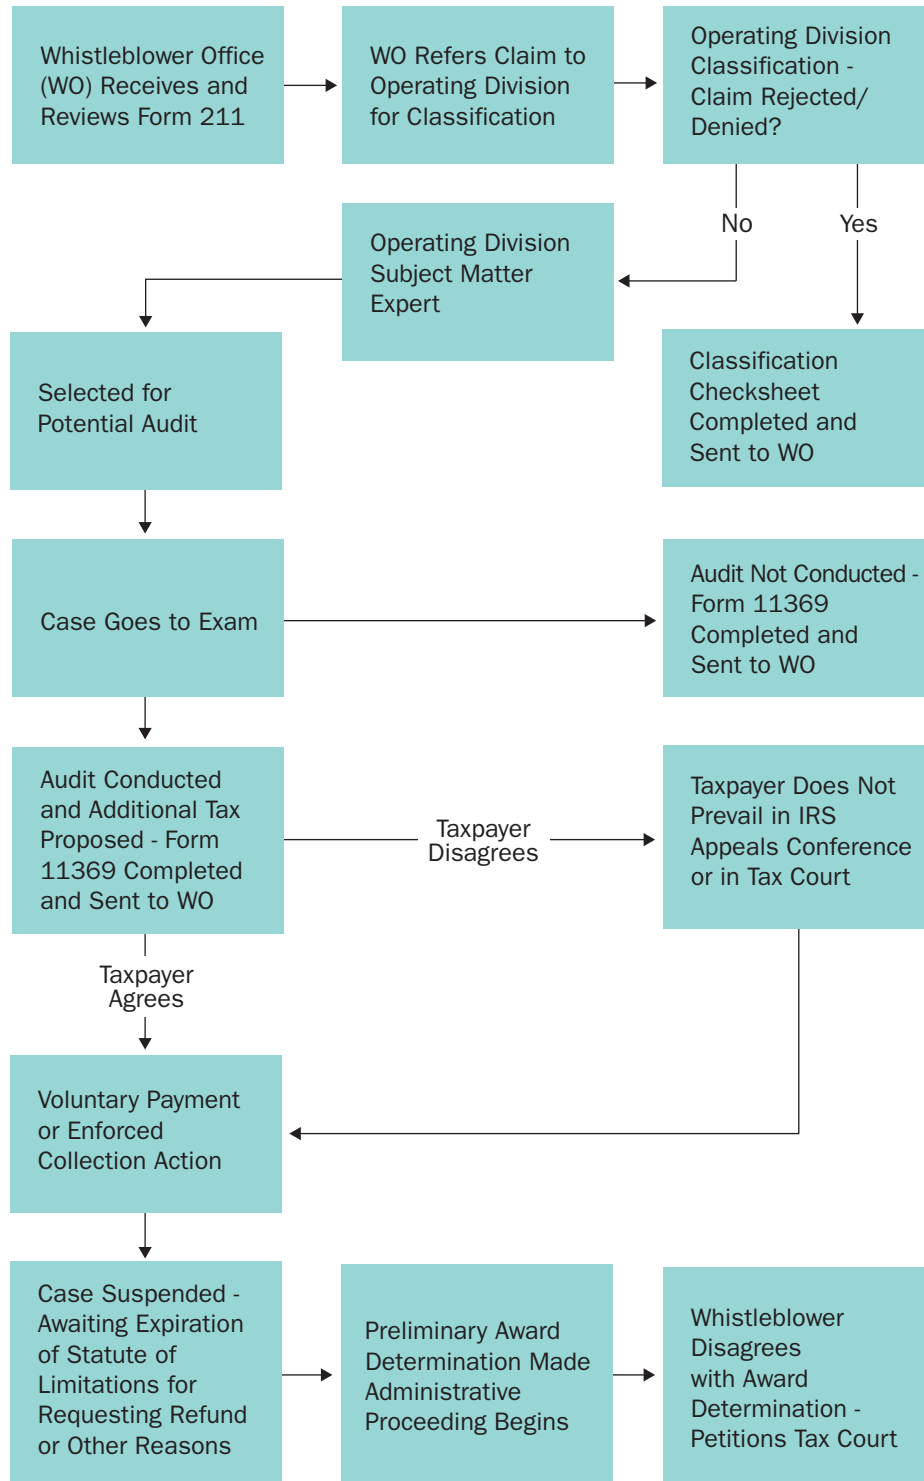 Whistleblower Office
(WO) Receives and
Reviews Form 211
WO Refers Claim to
Operating Division
for Classification
Operating Division
Classification -
Claim Rejected/
Denied?
No
Yes
Operating Division
Subject Matter
Expert
Classification
Checksheet
Completed and
Sent to WO
Selected for
Potential Audit
Case Goes to Exam
Audit Not Conducted -
Form 11369
Completed and
Sent to WO
Audit Conducted
and Additional Tax
Proposed - Form
11369 Completed
and Sent to WO
Taxpayer
Disagrees
Taxpayer Does Not
Prevail in IRS
Appeals Conference
or in Tax Court
Taxpayer
Agrees
Voluntary Payment
or Enforced
Collection Action
Case Suspended -
Awaiting Expiration
of Statute of
Limitations for
Requesting Refund
or Other Reasons
Preliminary Award
Determination Made
Administrative
Proceeding Begins
Whistleblower
Disagrees
with Award
Determination -
Petitions Tax Court